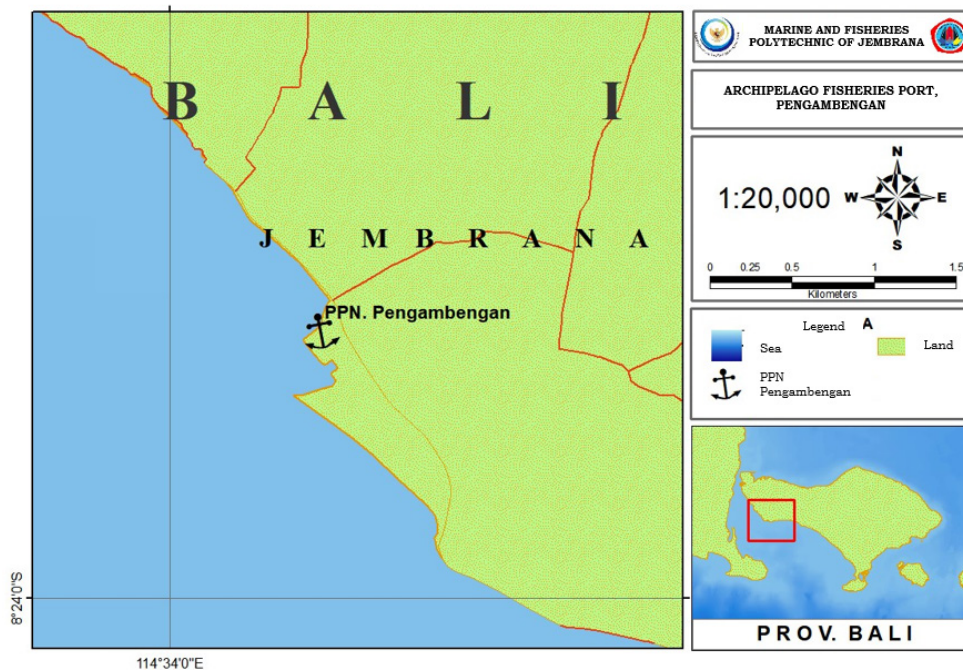 B A L I
J E M B R A N A
PPN. Pengambengan
8°24'0"S
114°34'0"E
MARINE AND FISHERIES
POLYTECHNIC OF JEMBRANA
ARCHIPELAGO FISHERIES PORT,
PENGAMBENGAN
1:20,000
N
W E
S
0 0.25 0.5 1 1.5
Kilometers
Legend A
Sea Land
PPN
Pengambengan
PROV. BALI